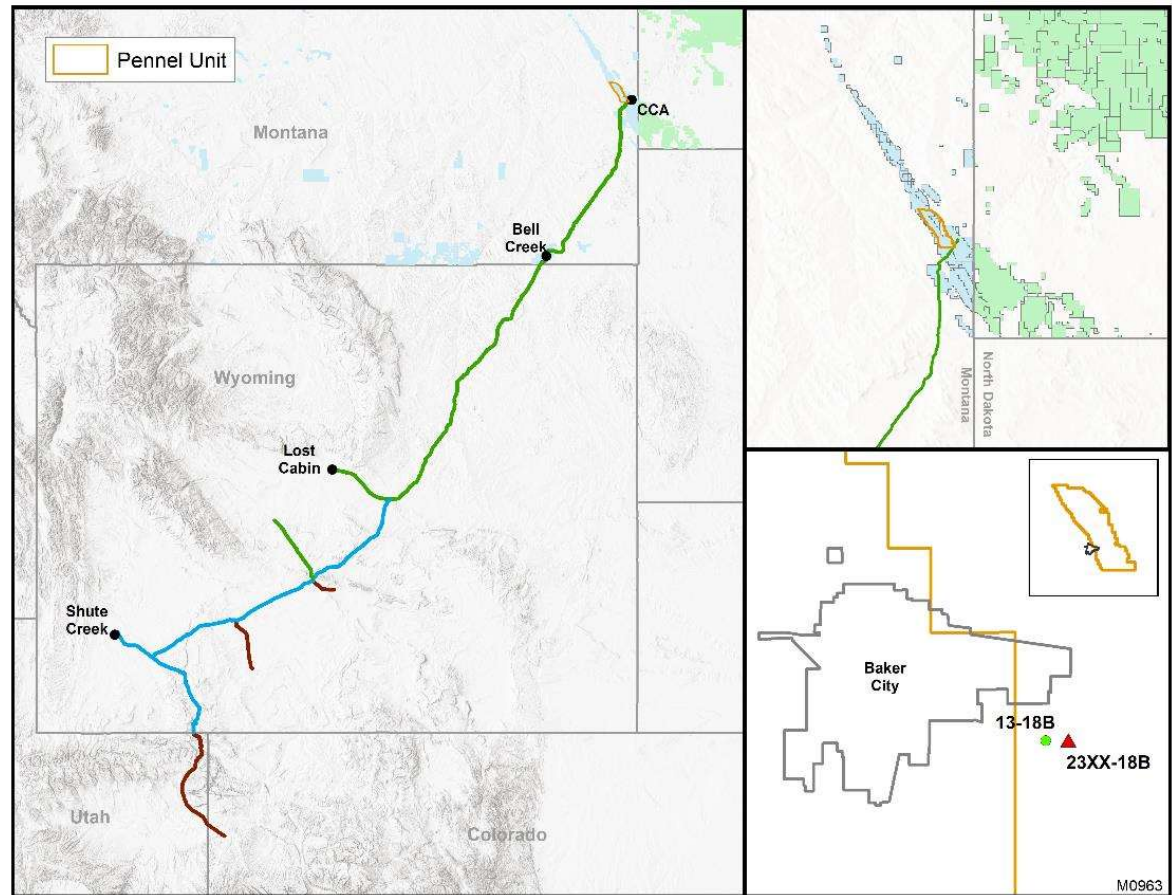 Pennel Unit
CCA
Montana
Bell
Creek
Wyoming
Lost
Cabin
Shute
Creek
Utah
Colorado
North Dakota
Montana
Baker
City
13-18B
23XX-18B
M0963